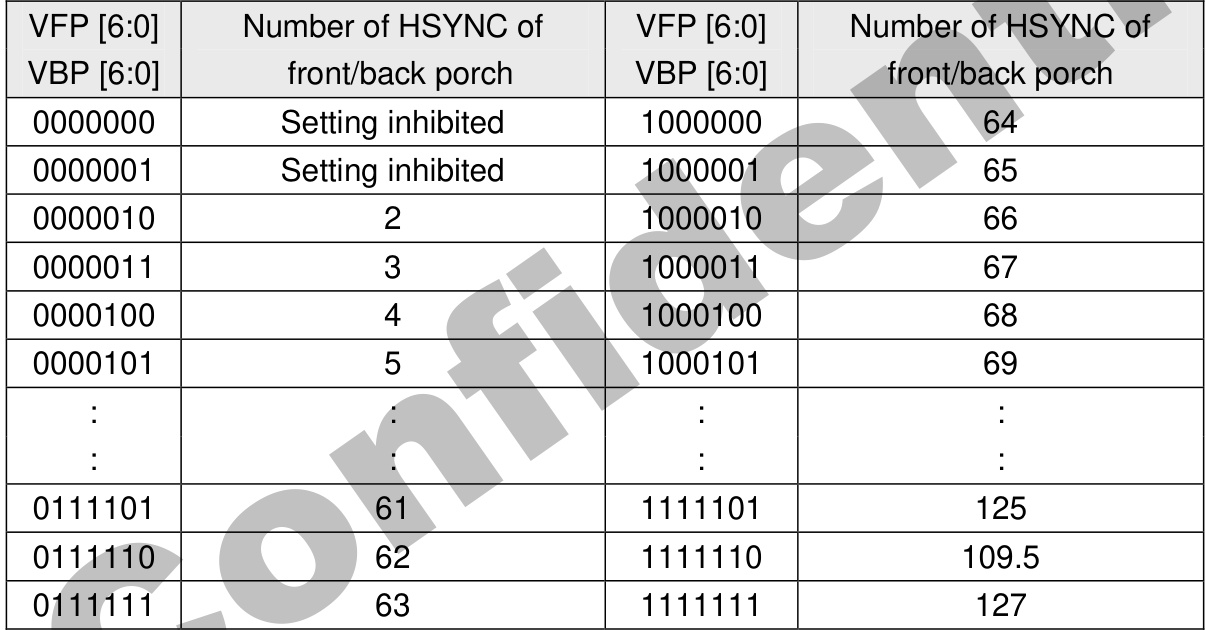 VFP [6:0] Number of HSYNC of VFP [6:0] Number of HSYNC of
VBP [6:0] front/back porch VBP [6:0] front/back porch
0000000 Setting inhibited 1000000 64
0000001 Setting inhibited 1000001 65
0000010 2 1000010 66
0000011 3 1000011 67
0000100 4 1000100 68
0000101 5 1000101 69
: : : :
: : : :
0111101 61 1111101 125
0111110 62 1111110 109.5
0111111 63 1111111 127
Confidenti